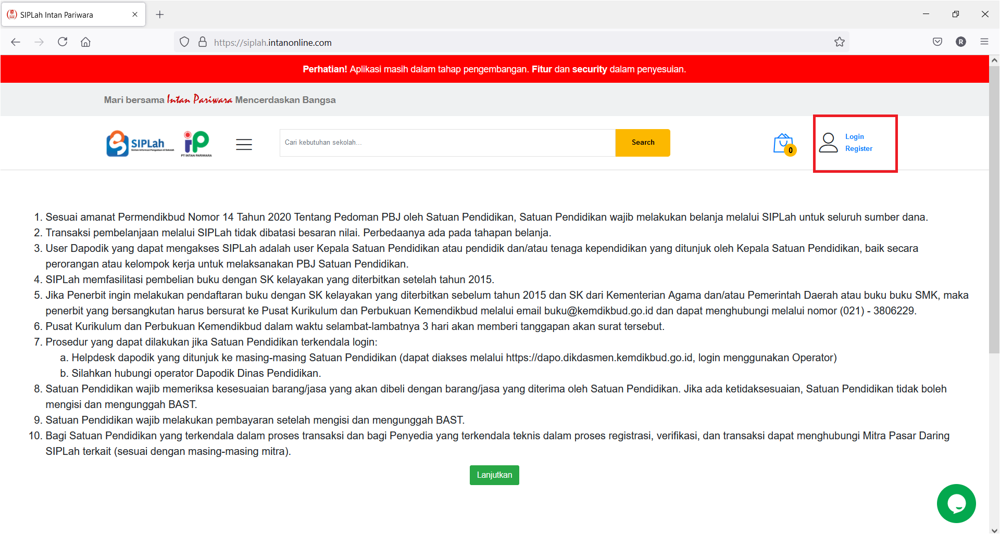 SIPLah Intan Pariwara
https://siplah.intanonline.com
R
Perhatian! Aplikasi masih dalam tahap pengembangan. Fitur dan security dalam penyesuian.
Mari bersama Intan Pariwara Mencerdaskan Bangsa
SIPLah
Sistem Informasi Pengadaan di Sekolah
PT INTAN PARIWARA
Cari kebutuhan sekolah...
Search
0
Login
Register
1. Sesuai amanat Permendikbud Nomor 14 Tahun 2020 Tentang Pedoman PBJ oleh Satuan Pendidikan, Satuan Pendidikan wajib melakukan belanja melalui SIPLah untuk seluruh sumber dana.
2. Transaksi pembelanjaan melalui SIPLah tidak dibatasi besaran nilai. Perbedaanya ada pada tahapan belanja.
3. User Dapodik yang dapat mengakses SIPLah adalah user Kepala Satuan Pendidikan atau pendidik dan/atau tenaga kependidikan yang ditunjuk oleh Kepala Satuan Pendidikan, baik secara
perorangan atau kelompok kerja untuk melaksanakan PBJ Satuan Pendidikan.
4. SIPLah memfasilitasi pembelian buku dengan SK kelayakan yang diterbitkan setelah tahun 2015.
5. Jika Penerbit ingin melakukan pendaftaran buku dengan SK kelayakan yang diterbitkan sebelum tahun 2015 dan SK dari Kementerian Agama dan/atau Pemerintah Daerah atau buku buku SMK, maka
penerbit yang bersangkutan harus bersurat ke Pusat Kurikulum dan Perbukuan Kemendikbud melalui email buku@kemdikbud.go.id dan dapat menghubungi melalui nomor (021) - 3806229.
6. Pusat Kurikulum dan Perbukuan Kemendikbud dalam waktu selambat-lambatnya 3 hari akan memberi tanggapan akan surat tersebut.
7. Prosedur yang dapat dilakukan jika Satuan Pendidikan terkendala login:
a. Helpdesk dapodik yang ditunjuk ke masing-masing Satuan Pendidikan (dapat diakses melalui https://dapo.dikdasmen.kemdikbud.go.id, login menggunakan Operator)
b. Silahkan hubungi operator Dapodik Dinas Pendidikan.
8. Satuan Pendidikan wajib memeriksa kesesuaian barang/jasa yang akan dibeli dengan barang/jasa yang diterima oleh Satuan Pendidikan. Jika ada ketidaksesuaian, Satuan Pendidikan tidak boleh
mengisi dan mengunggah BAST.
9. Satuan Pendidikan wajib melakukan pembayaran setelah mengisi dan mengunggah BAST.
10. Bagi Satuan Pendidikan yang terkendala dalam proses transaksi dan bagi Penyedia yang terkendala teknis dalam proses registrasi, verifikasi, dan transaksi dapat menghubungi Mitra Pasar Daring
SIPLah terkait (sesuai dengan masing-masing mitra).
Lanjutkan